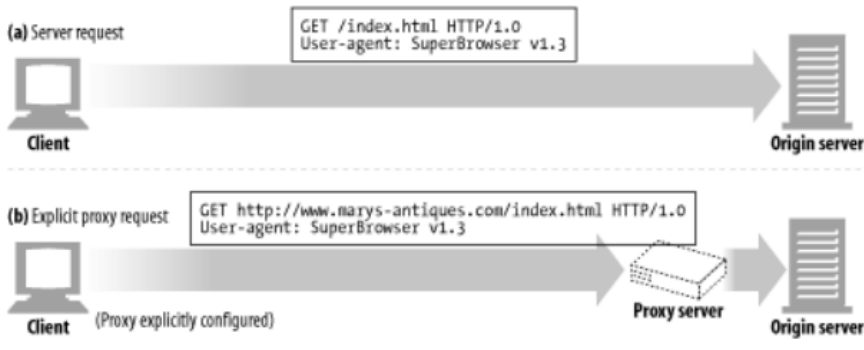 (a) Server request
GET /index.html HTTP/1.0
User-agent: SuperBrowser v1.3
Client
Origin server
(b) Explicit proxy request
GET http://www.marys-antiques.com/index.html HTTP/1.0
User-agent: SuperBrowser v1.3
Client
(Proxy explicitly configured)
Proxy server
Origin server